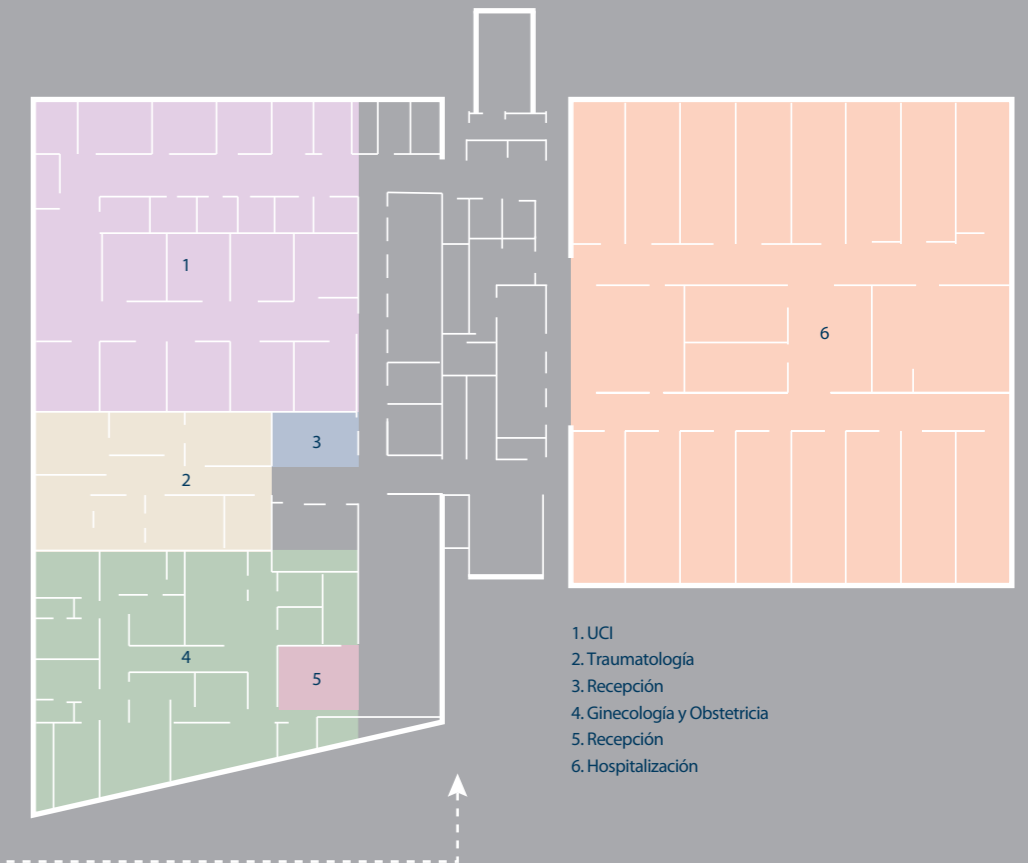 1
3
2
4
5
6
1. UCI
2. Traumatología
3. Recepción
4. Ginecología y Obstetricia
5. Recepción
6. Hospitalización